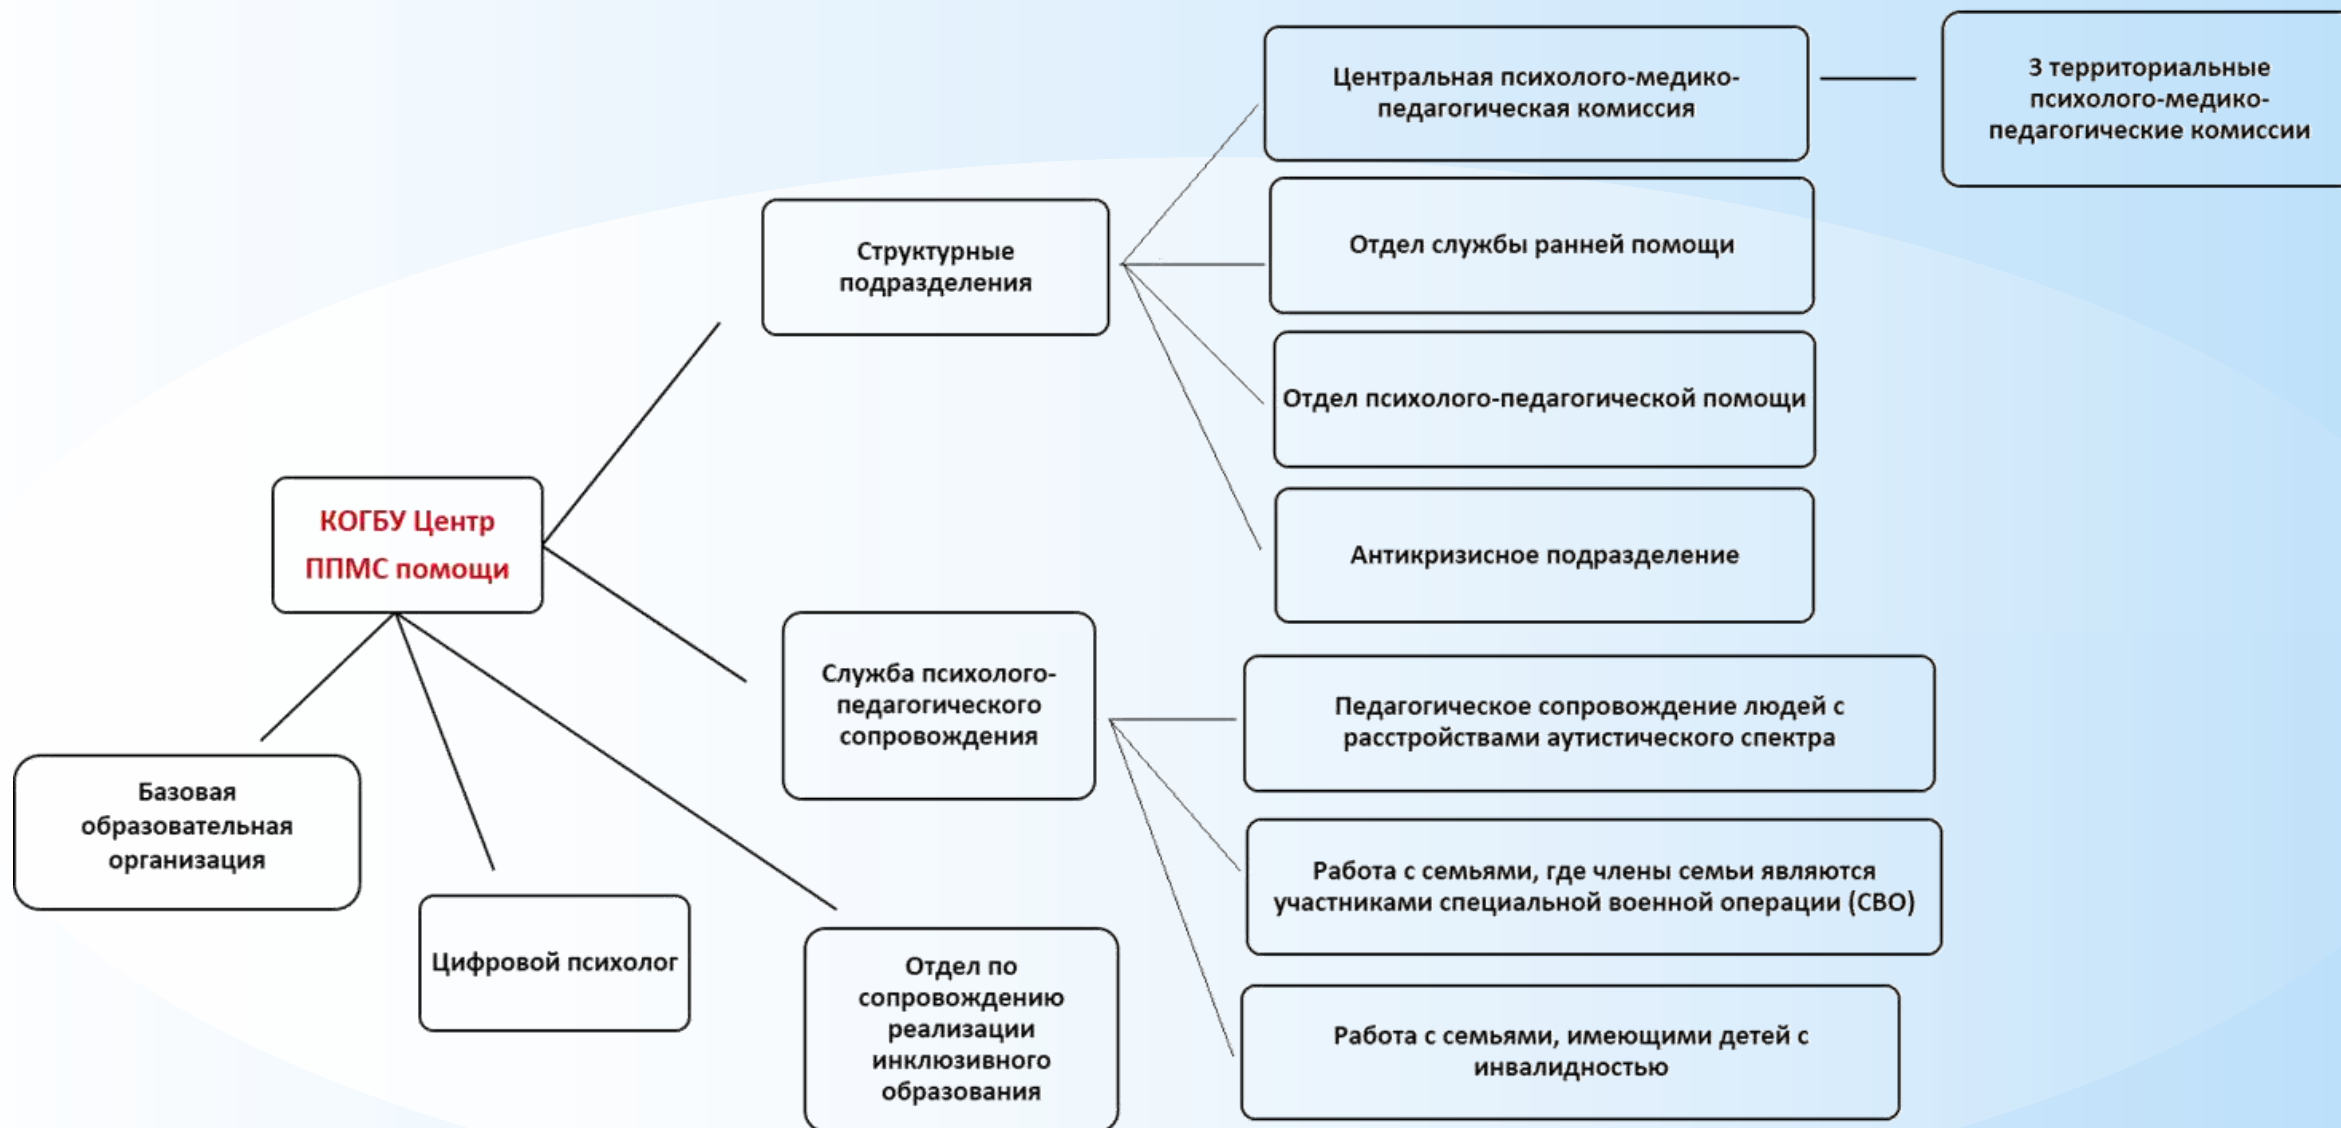 Центральная психолого-медико-
педагогическая комиссия
3 территориальные
психолого-медико-
педагогические комиссии
Структурные
подразделения
Отдел службы ранней помощи
Отдел психолого-педагогической помощи
Антикризисное подразделение
КОГБУ Центр
ППМС помощи
Служба психолого-
педагогического
сопровождения
Педагогическое сопровождение людей с
расстройствами аутистического спектра
Работа с семьями, где члены семьи являются
участниками специальной военной операции (СВО)
Работа с семьями, имеющими детей с
инвалидностью
Базовая
образовательная
организация
Цифровой психолог
Отдел по
сопровождению
реализации
инклюзивного
образования